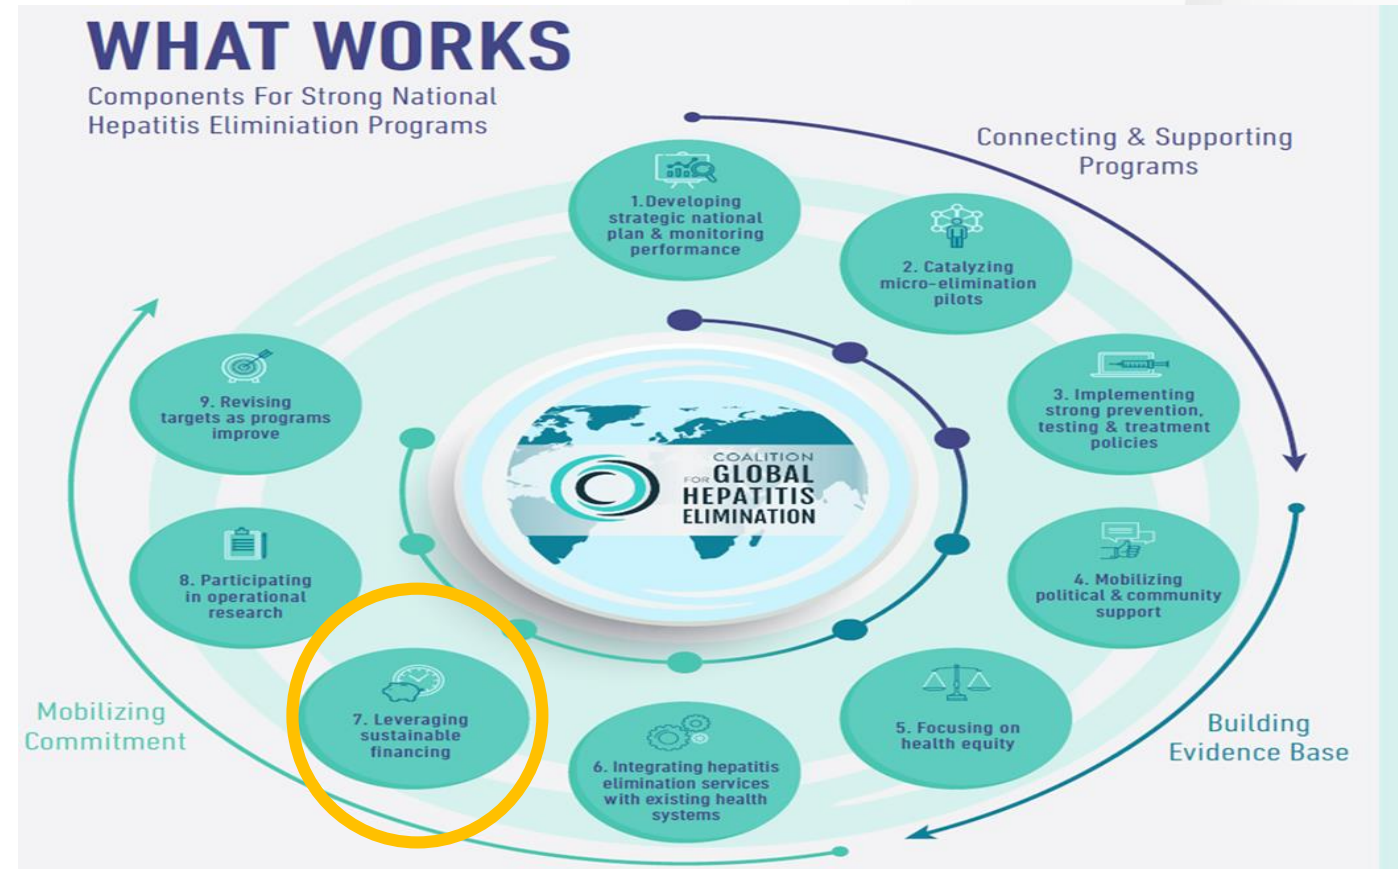 WHAT WORKS
Components For Strong National
Hepatitis Eliminiation Programs
Connecting & Supporting
Programs
1.Developing
strategic national
plan & monitoring
performance
2. Catalyzing
micro-elimination
pilots
3. Implementing
strong prevention,
testing & treatment
policies
4. Mobilizing
political & community
support
5. Focusing on
health equity
6. Integrating hepatitis
elimination services
with existing health
systems
7. Leveraging
sustainable
financing
8. Participating
in operational
research
9. Revising
targets as programs
improve
COALITION
FOR GLOBAL
HEPATITIS
ELIMINATION
Mobilizing
Commitment
Building
Evidence Base